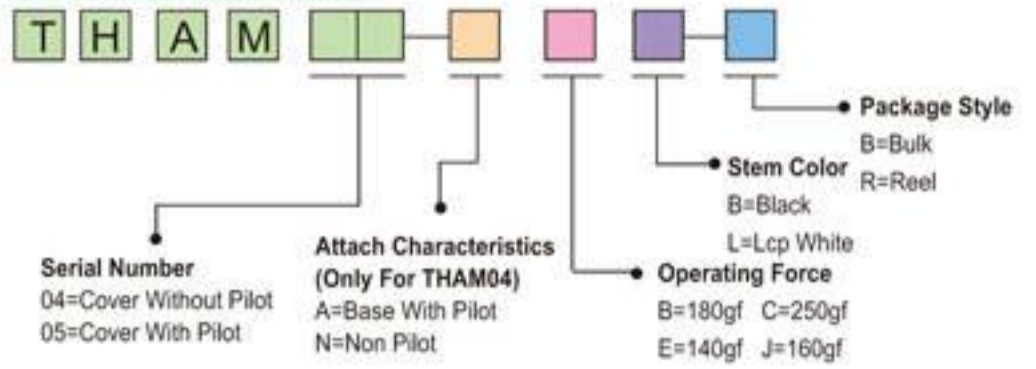 T H A M
Package Style
B=Bulk
R=Reel
Stem Color
B=Black
L=Lcp White
Operating Force
B=180gf C=250gf
E=140gf J=160gf
Attach Characteristics
(Only For THAM04)
A=Base With Pilot
N=Non Pilot
Serial Number
04=Cover Without Pilot
05=Cover With Pilot